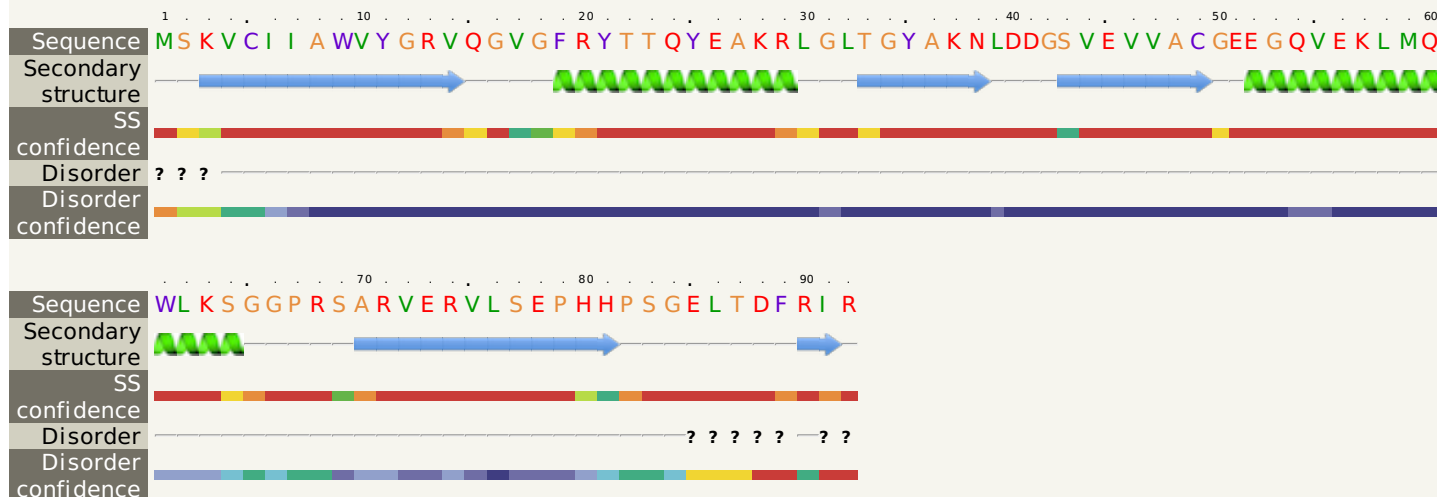 1 . . . . 10 . . . . 20 . . . . 30 . . . . 40 . . . . 50 . . . . 60
Sequence M S K V C I I A W V Y G R V Q G V G F R Y T T Q Y E A K R L G L T G Y A K N L D D G S V E V V A C G E E G Q V E K L M Q
Secondary
structure
SS
confidence
Disorder ? ? ?
Disorder
confidence
. . . . 70 . . . . 80 . . . . 90 . .
Sequence W L K S G G P R S A R V E R V L S E P H H P S G E L T D F R I R
Secondary
structure
SS
confidence
Disorder ? ? ? ? ? ? ?
Disorder
confidence